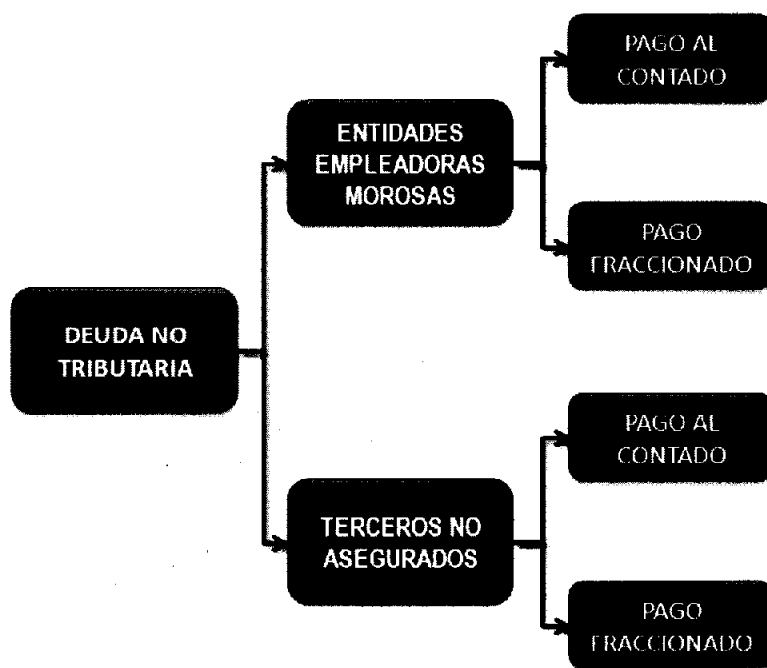 PAGO AL
CONTADO
ENTIDADES
EMPLEADORAS
MOROSAS
PAGO
FRACCIONADO
DEUDA NO
TRIBUTARIA
PAGO AL
CONTADO
TERCEROS NO
ASEGURADOS
PAGO
FRACCIONADO